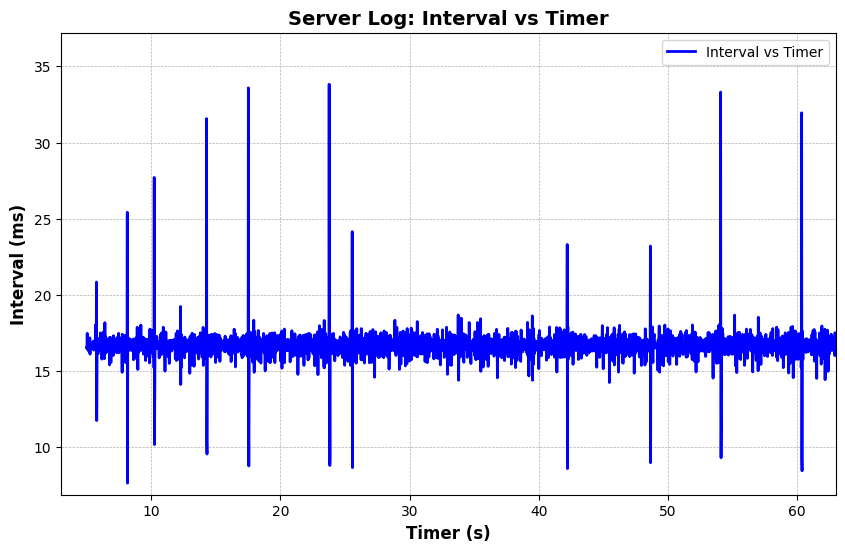 Server Log: Interval vs Timer
Interval vs Timer
Interval (ms)
35
30
25
20
15
10
10 20 30 40 50 60
Timer (s)